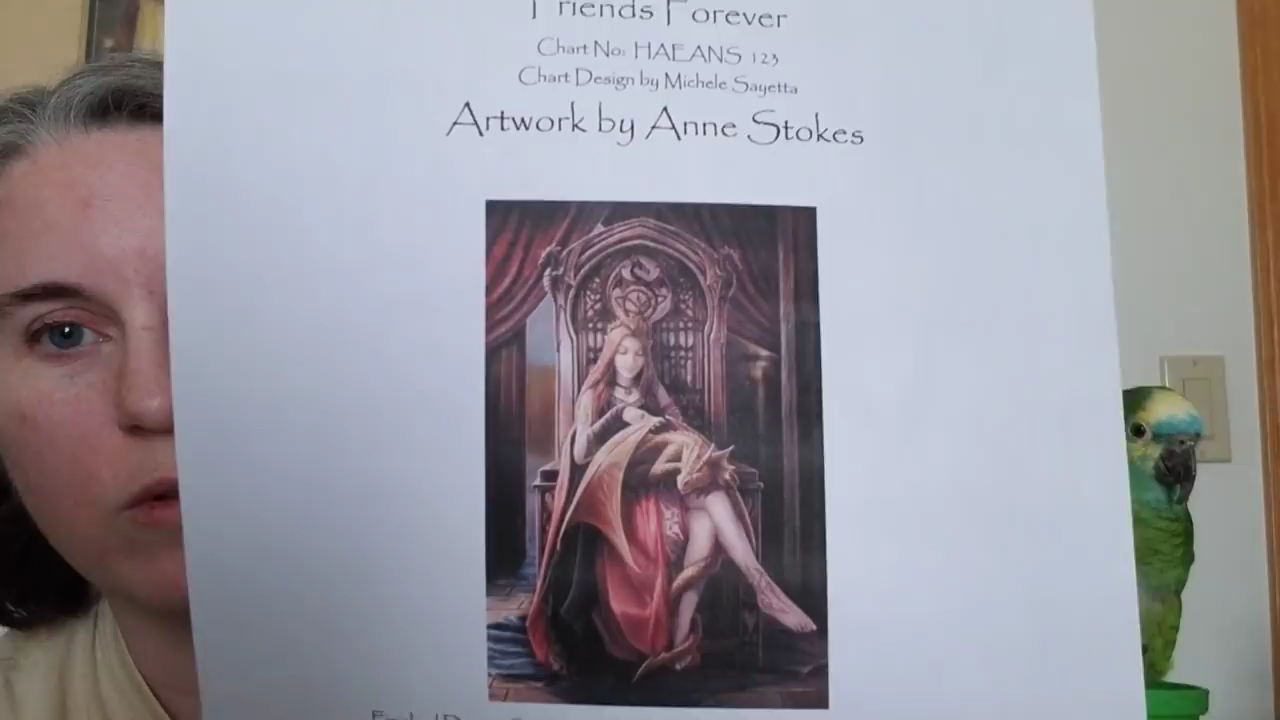 Friends Forever
Chart No: HAEANS 123
Chart Design by Michele Sayetta
Artwork by Anne Stokes